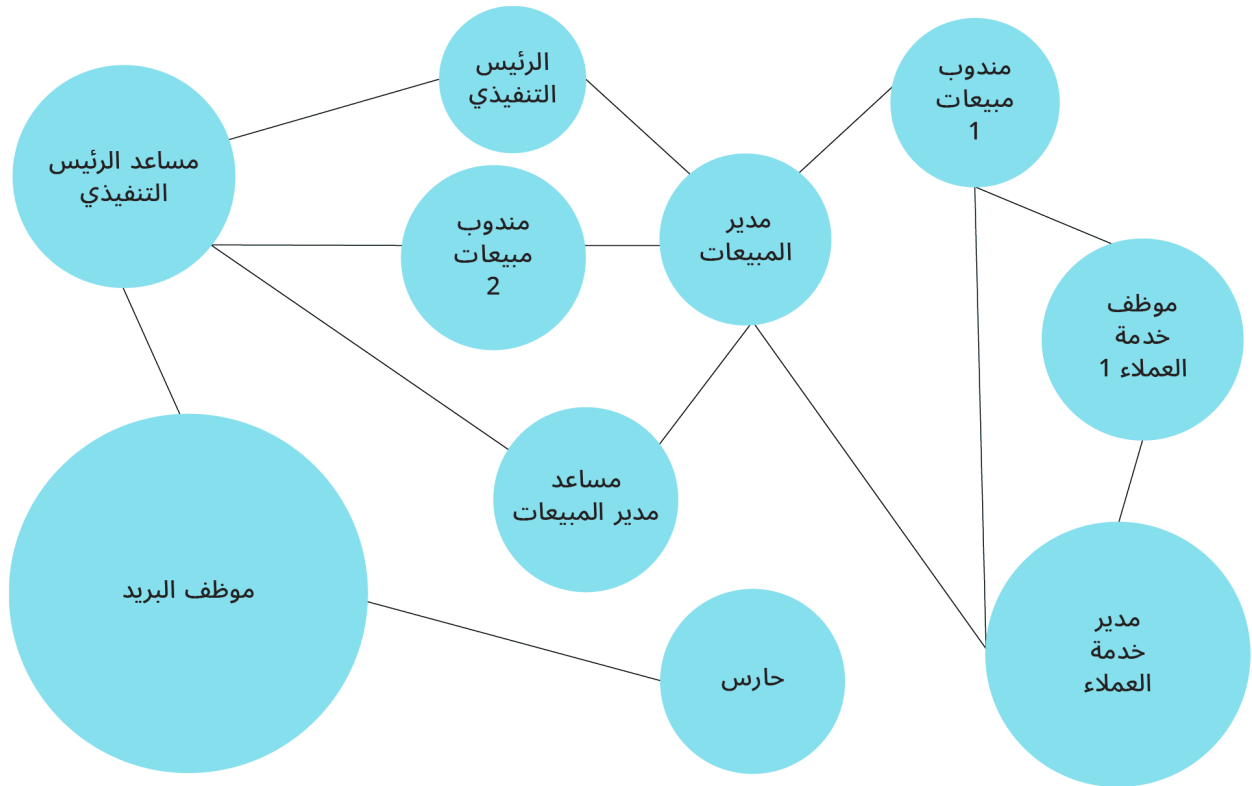 الرئيس
التنفيذي
مندوب
مبيعات
1
مساعد الرئيس
التنفيذي
مندوب
مبيعات
2
مدير
المبيعات
موظف
خدمة
العملاء 1
مساعد
مدير المبيعات
موظف البريد
حارس
مدير
خدمة
العملاء